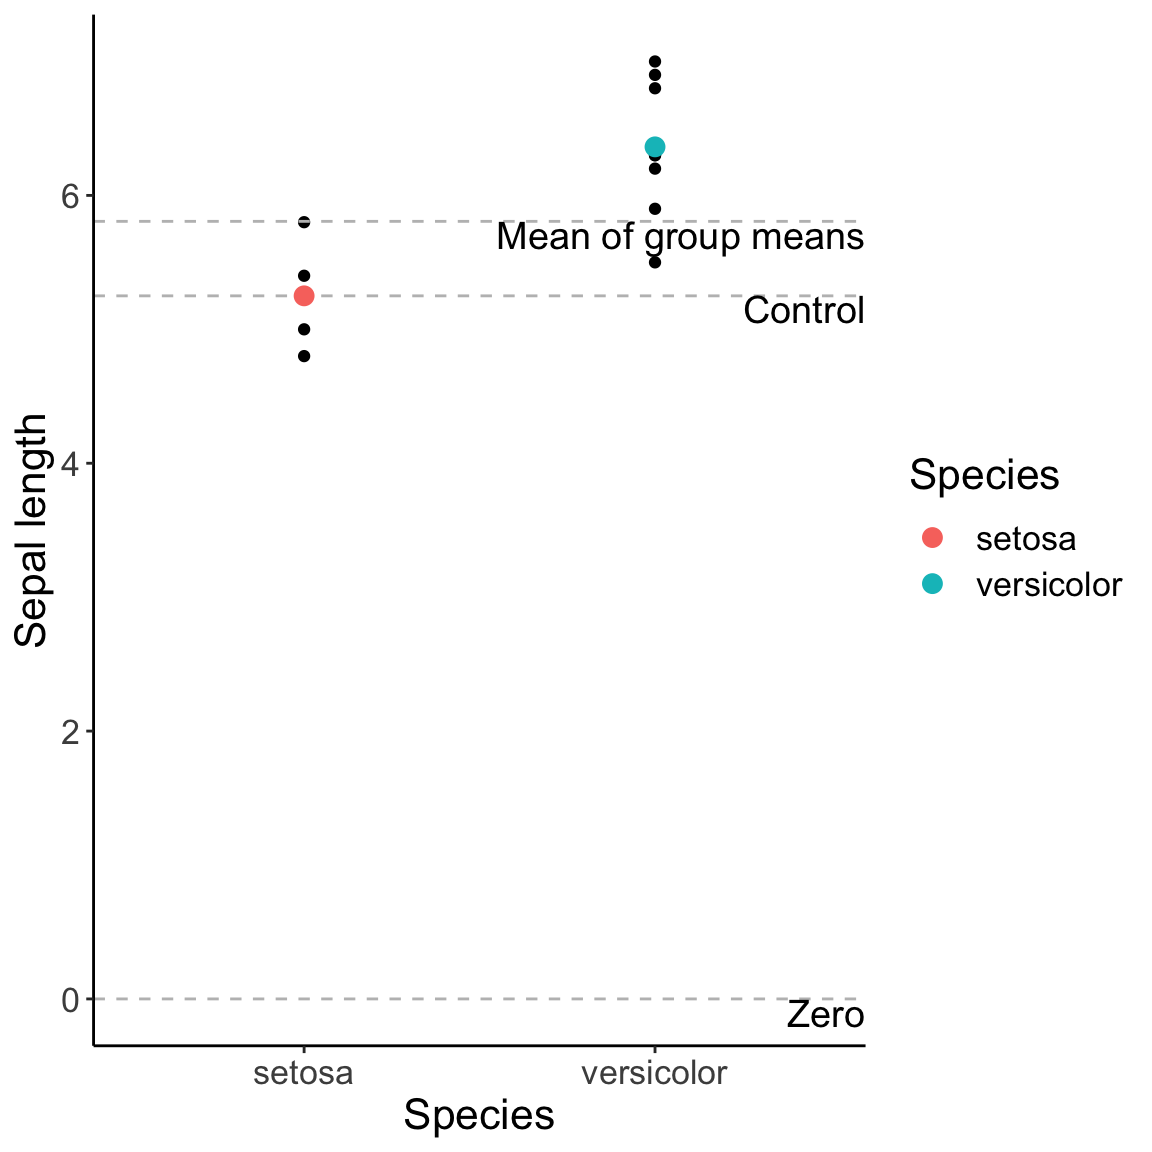 6
Mean of group means
Control
Sepal length
4
Species
setosa
versicolor
2
0
Zero
setosa
versicolor
Species